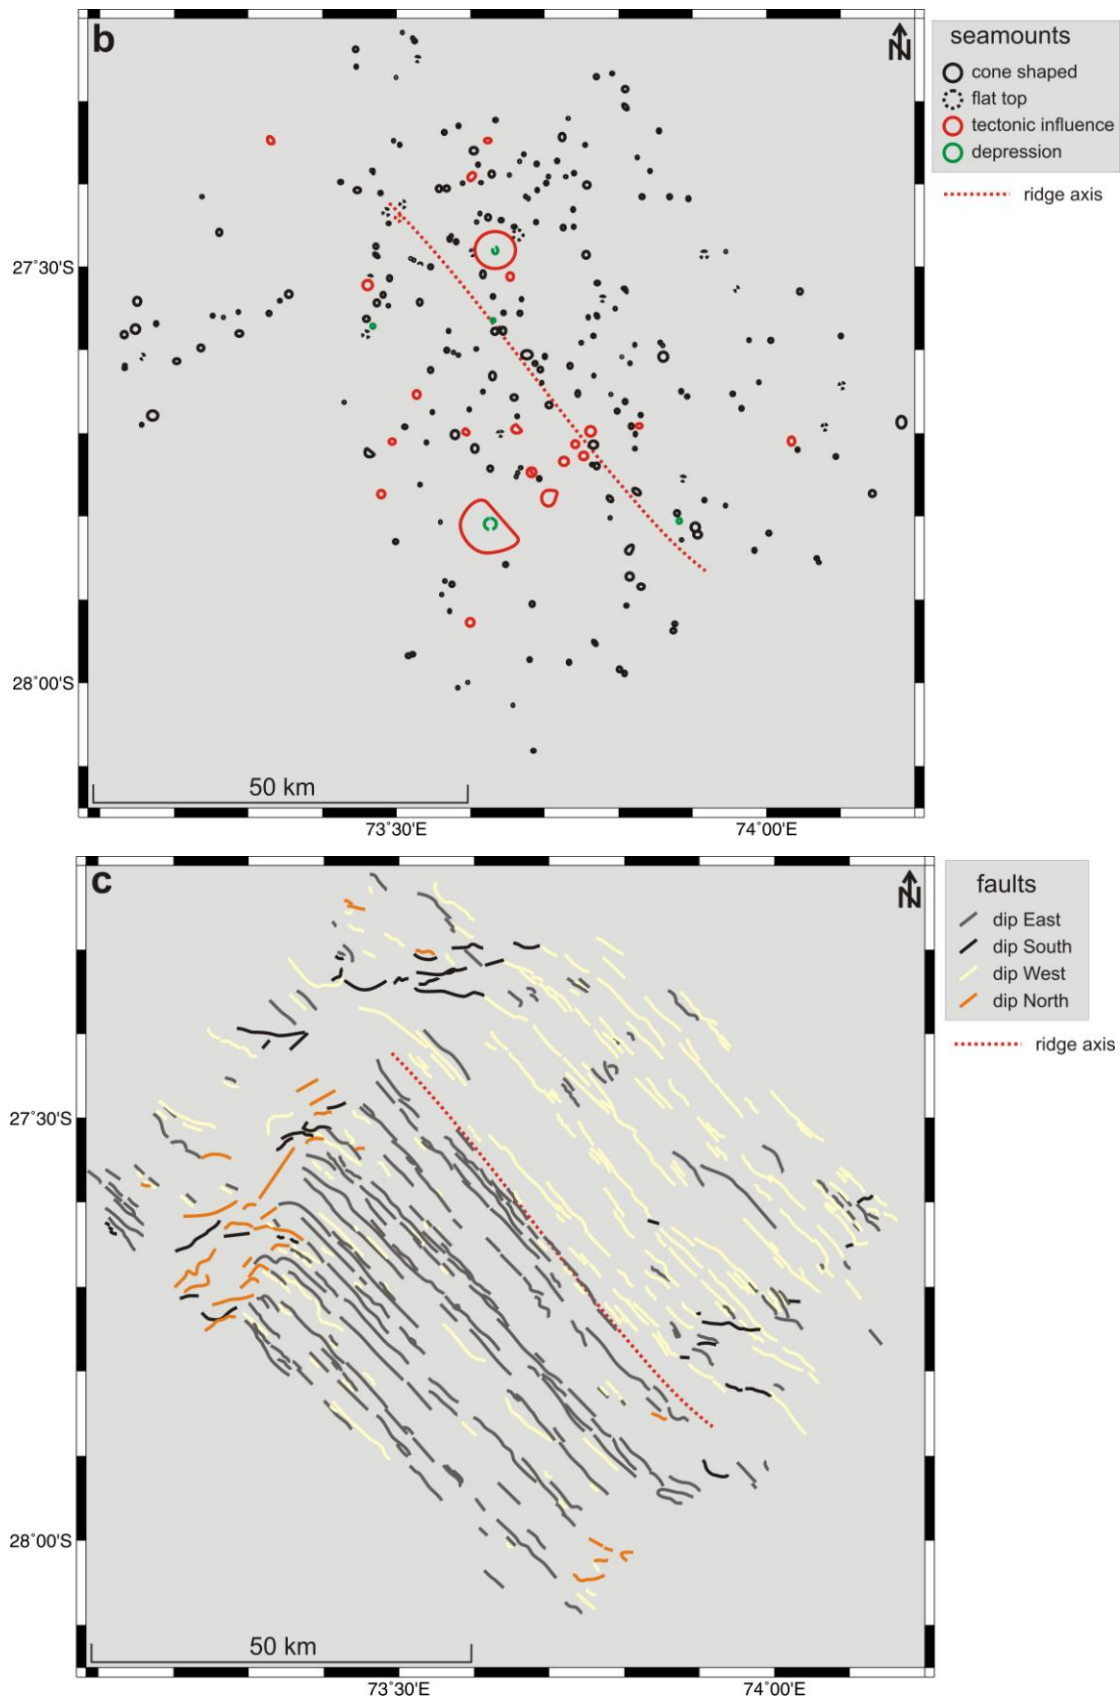 b
N
seamounts
cone shaped
flat top
tectonic influence
depression
ridge axis
27°30'S
28°00'S
50 km
73°30'E
74°00'E
c
N
faults
dip East
dip South
dip West
dip North
ridge axis
27°30'S
28°00'S
50 km
73°30'E
74°00'E